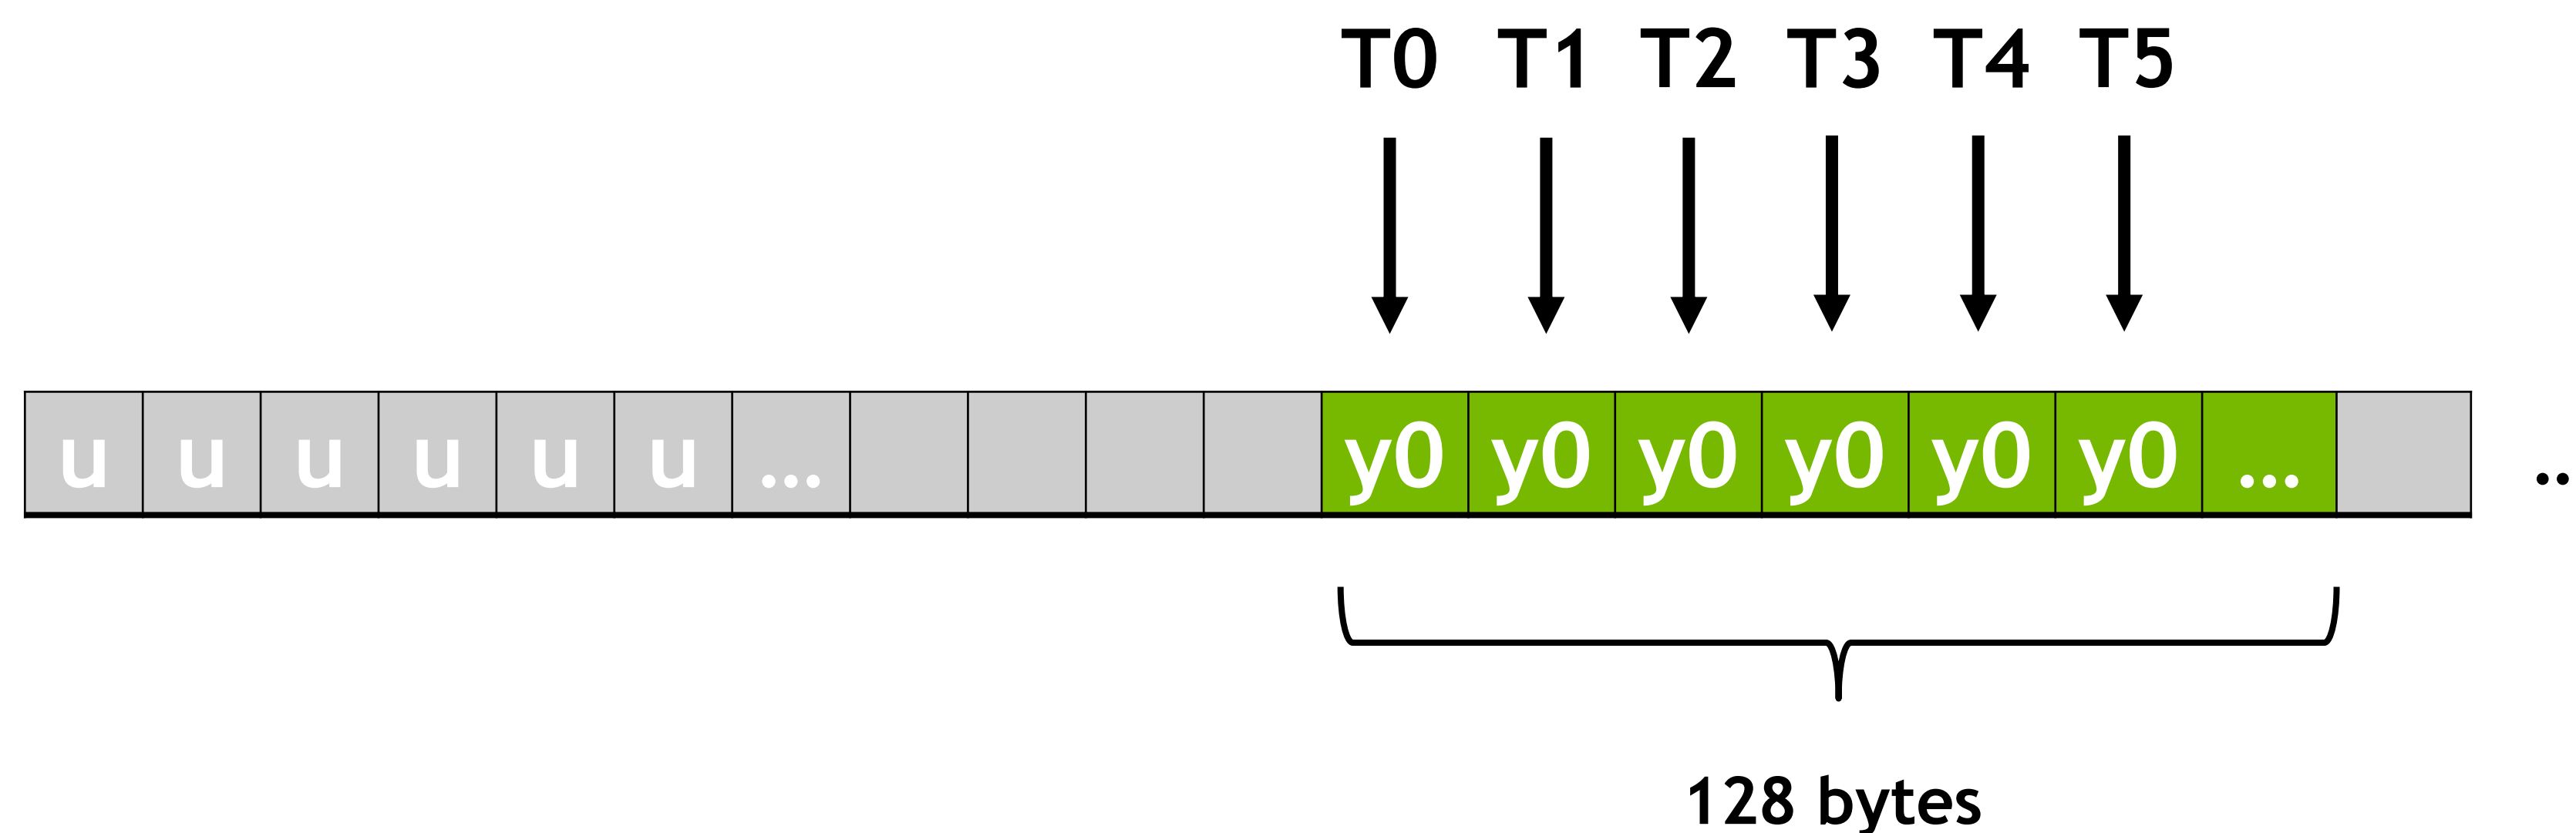 T0 T1 T2 T3 T4 T5
u u u u u u ... y0 y0 y0 y0 y0 y0 ... ..
128 bytes